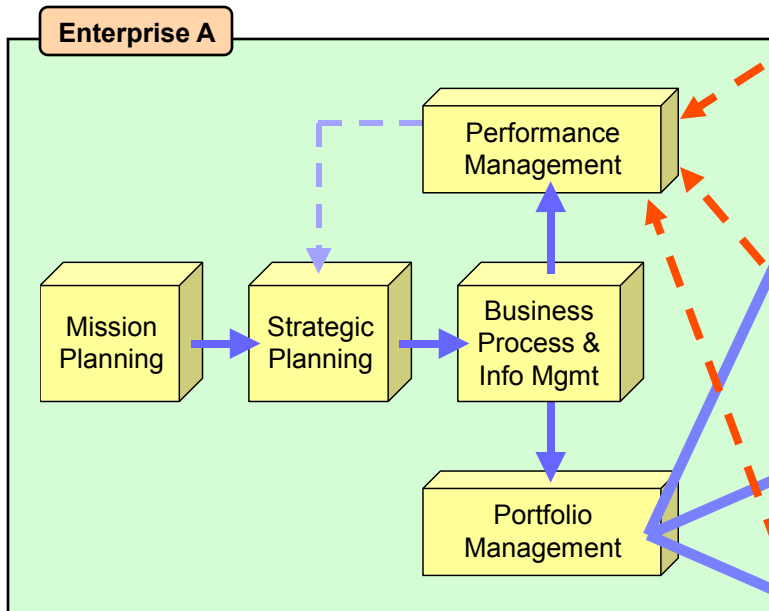 Enterprise A
Performance
Management
Mission
Planning
Strategic
Planning
Business
Process &
Info Mgmt
Portfolio
Management